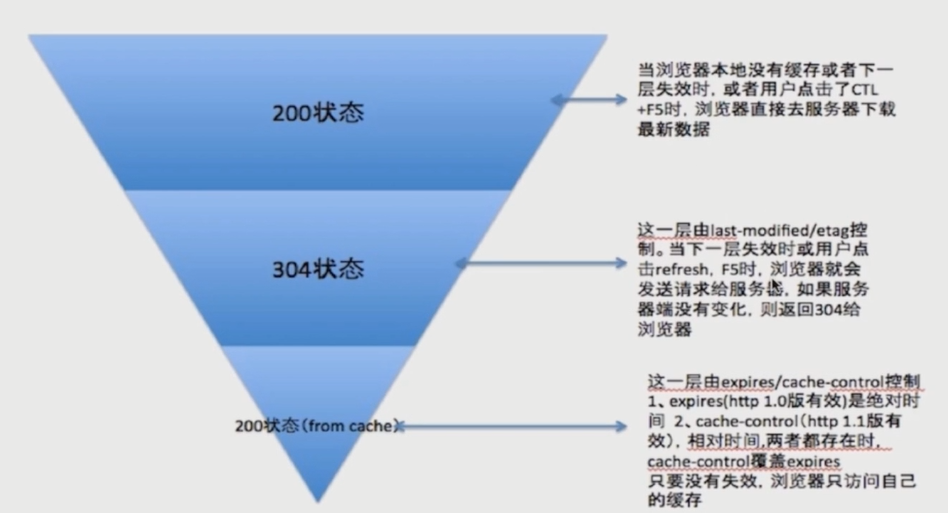 200状态
当浏览器本地没有缓存或者下一
层失效时，或者用户点击了CTL
+F5时，浏览器直接去服务器下载
最新数据
304状态
这一层由last-modified/etag控
制。当下一层失效时或用户点
击refresh，F5时，浏览器就会
发送请求给服务器，如果服务
器端没有变化，则返回304给
浏览器
200状态（from cache）
这一层由expires/cache-control控制
1、expires(http 1.0版有效)是绝对时
间 2、cache-control（http 1.1版有
效），相对时间,两者都存在时，
cache-control覆盖expires
只要没有失效，浏览器只访问自己
的缓存